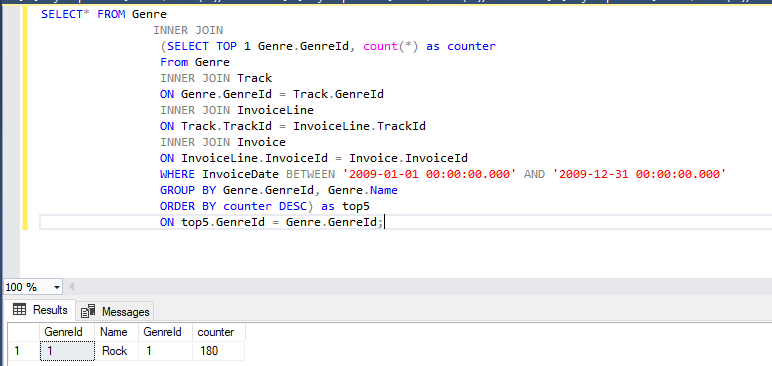 SELECT* FROM Genre
INNER JOIN
(SELECT TOP 1 Genre.GenreId, count(*) as counter
From Genre
INNER JOIN Track
ON Genre.GenreId = Track.GenreId
INNER JOIN InvoiceLine
ON Track.TrackId = InvoiceLine.TrackId
INNER JOIN Invoice
ON InvoiceLine.InvoiceId = Invoice.InvoiceId
WHERE InvoiceDate BETWEEN '2009-01-01 00:00:00.000' AND '2009-12-31 00:00:00.000'
GROUP BY Genre.GenreId, Genre.Name
ORDER BY counter DESC) as top5
ON top5.GenreId = Genre.GenreId;
100 %
Results Messages
GenreId Name GenreId counter
1 1 Rock 1 180